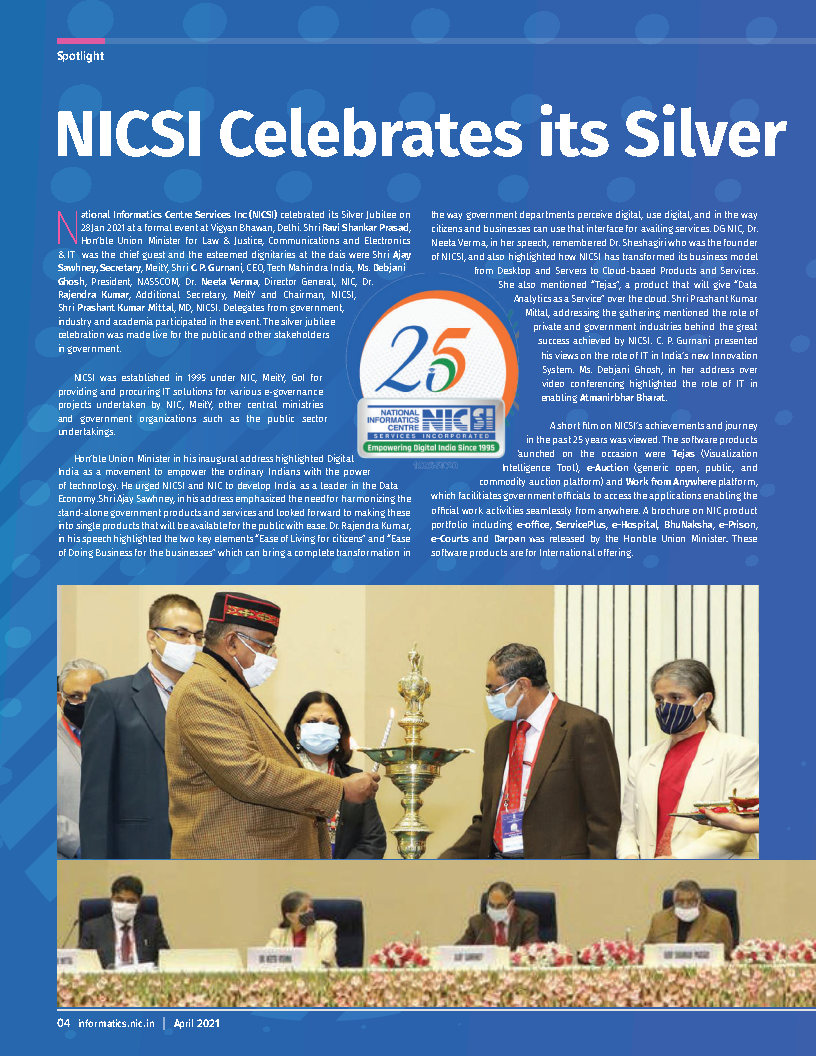 Spotlight
NICSI Celebrates its Silver
National Informatics Centre Services Inc (NICSI) celebrated its Silver Jubilee on
28 Jan 2021 at a formal event at Vigyan Bhawan, Delhi. Shri Ravi Shankar Prasad,
Hon'ble Union Minister for Law & Justice, Communications and Electronics
& IT was the chief guest and the esteemed dignitaries at the dais were Shri Ajay
Sawhney, Secretary, MeitY, Shri C. P. Gurnani, CEO, Tech Mahindra India, Ms. Debjani
Ghosh, President, NASSCOM, Dr. Neeta Verma, Director General, NIC, Dr.
Rajendra Kumar, Additional Secretary, MeitY and Chairman, NICSI,
Shri Prashant Kumar Mittal, MD, NICSI. Delegates from government,
industry and academia participated in the event. The silver jubilee
celebration was made live for the public and other stakeholders
in government.
NICSI was established in 1995 under NIC, MeitY, GoI for
providing and procuring IT solutions for various e-governance
projects undertaken by NIC, MeitY, other central ministries
and government organizations such as the public sector
undertakings.
Hon'ble Union Minister in his inaugural address highlighted Digital
India as a movement to empower the ordinary Indians with the power
of technology. He urged NICSI and NIC to develop India as a leader in the Data
Economy. Shri Ajay Sawhney, in his address emphasized the need for harmonizing the
stand-alone government products and services and looked forward to making these
into single products that will be available for the public with ease. Dr. Rajendra Kumar,
in his speech highlighted the two key elements "Ease of Living for citizens" and "Ease
of Doing Business for the businesses" which can bring a complete transformation in
the way government departments perceive digital, use digital, and in the way
citizens and businesses can use that interface for availing services. DG NIC, Dr.
Neeta Verma, in her speech, remembered Dr. Sheshagiri who was the founder
of NICSI, and also highlighted how NICSI has transformed its business model
from Desktop and Servers to Cloud-based Products and Services.
She also mentioned "Tejas", a product that will give "Data
Analytics as a Service" over the cloud. Shri Prashant Kumar
Mittal, addressing the gathering mentioned the role of
private and government industries behind the great
success achieved by NICSI. C. P. Gurnani presented
his views on the role of IT in India's new Innovation
System. Ms. Debjani Ghosh, in her address over
video conferencing highlighted the role of IT in
enabling Atmanirbhar Bharat.
A short film on NICSI's achievements and journey
in the past 25 years was viewed. The software products
launched on the occasion were Tejas (Visualization
Intelligence Tool), e-Auction (generic open, public, and
commodity auction platform) and Work from Anywhere platform,
which facilitiates government officials to access the applications enabling the
official work activities seamlessly from anywhere. A brochure on NIC product
portfolio including e-office, ServicePlus, e-Hospital, BhuNaksha, e-Prison,
e-Courts and Darpan was released by the Honble Union Minister. These
software products are for International offering.
25
NATIONAL
INFORMATICS
CENTRE
NICSI
SERVICES INCORPORATED
Empowering Digital India Since 1995
1995-2020
04 informatics.nic.in | April 2021